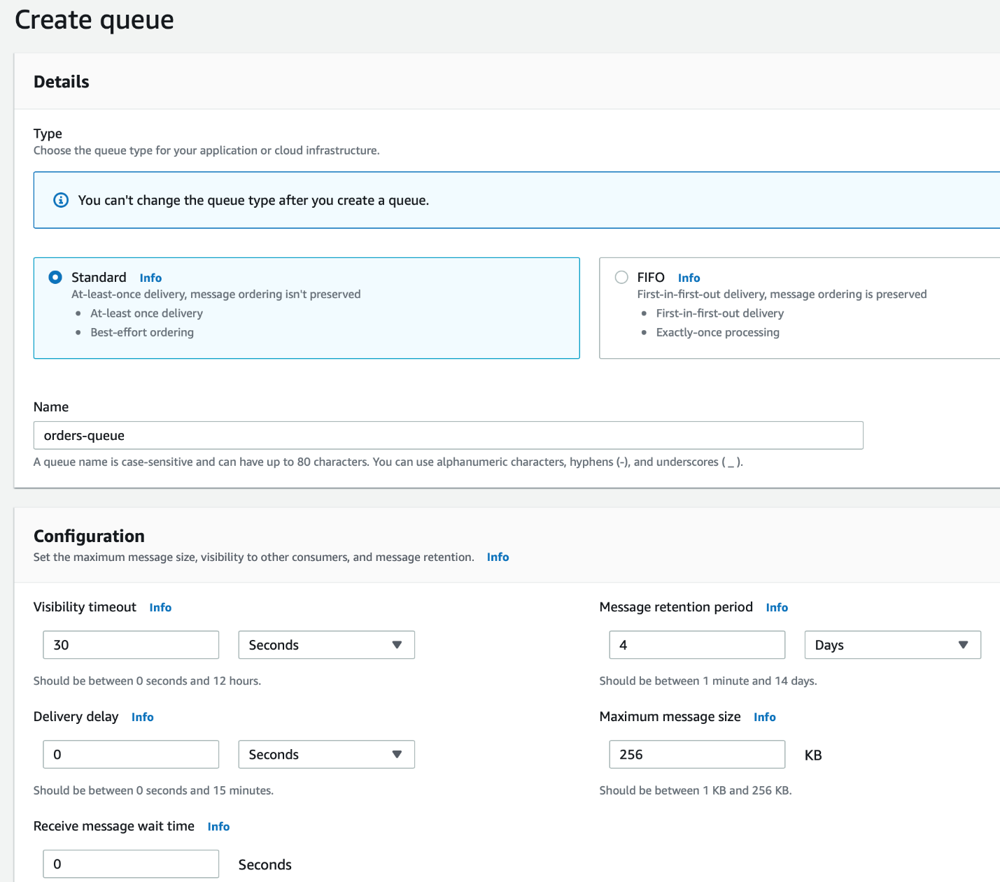 Create queue
Details
Type
Choose the queue type for your application or cloud infrastructure.
You can't change the queue type after you create a queue.
Standard Info
At-least-once delivery, message ordering isn't preserved
• At-least once delivery
• Best-effort ordering
FIFO Info
First-in-first-out delivery, message ordering is preserved
• First-in-first-out delivery
• Exactly-once processing
Name
orders-queue
A queue name is case-sensitive and can have up to 80 characters. You can use alphanumeric characters, hyphens (-), and underscores ( _ ).
Configuration
Set the maximum message size, visibility to other consumers, and message retention. Info
Visibility timeout Info
30 Seconds
Should be between 0 seconds and 12 hours.
Message retention period Info
4 Days
Should be between 1 minute and 14 days.
Delivery delay Info
0 Seconds
Should be between 0 seconds and 15 minutes.
Maximum message size Info
256 KB
Should be between 1 KB and 256 KB.
Receive message wait time Info
0 Seconds